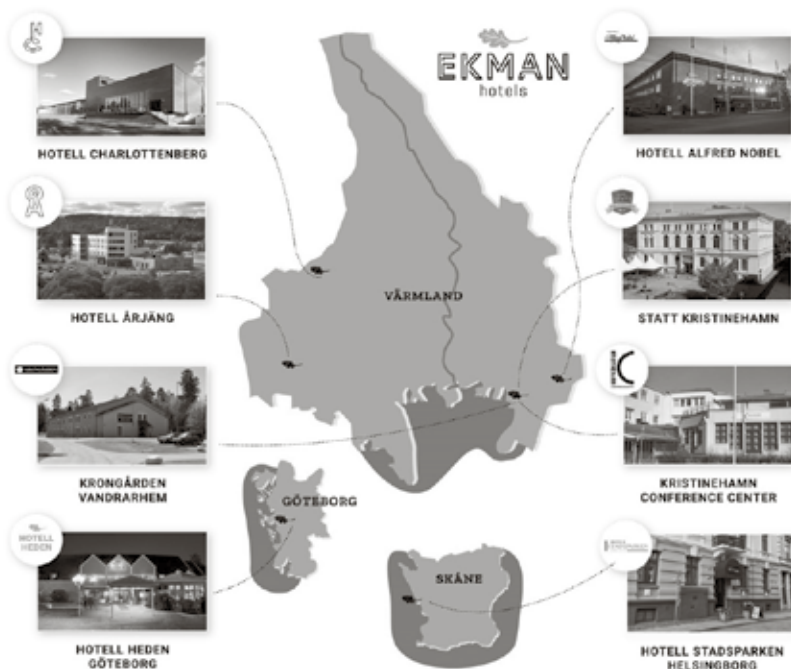 EKMAN
hotels
HOTELL CHARLOTTENBERG
HOTELL ALFRED NOBEL
HOTELL ÅRJÄNG
VÄRMLAND
STATT KRISTINEHAMN
KRONGÅRDEN
VANDRARHEM
KRISTINEHAMN
CONFERENCE CENTER
GÖTEBORG
HOTELL
HEDEN
SKÅNE
HOTELL HEDEN
GÖTEBORG
HOTELL STADSPARKEN
HELSINGBORG